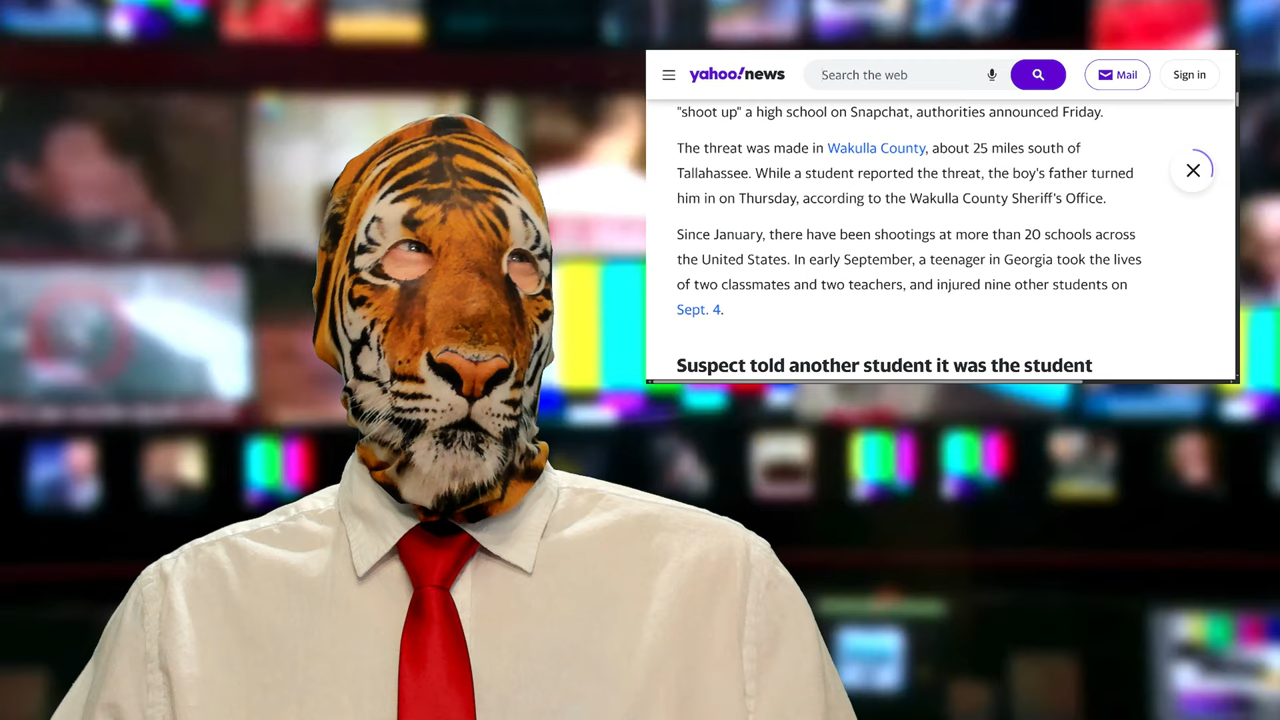 yahoo!news
Search the web
Mail
Sign in
"shoot up" a high school on Snapchat, authorities announced Friday.
The threat was made in Wakulla County, about 25 miles south of
Tallahassee. While a student reported the threat, the boy's father turned
him in on Thursday, according to the Wakulla County Sheriff's Office.
Since January, there have been shootings at more than 20 schools across
the United States. In early September, a teenager in Georgia took the lives
of two classmates and two teachers, and injured nine other students on
Sept. 4.
Suspect told another student it was the student